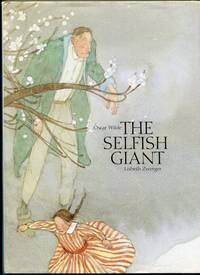 Oscar Wilde
THE
SELFISH
GIANT
Lisbeth Zwerger